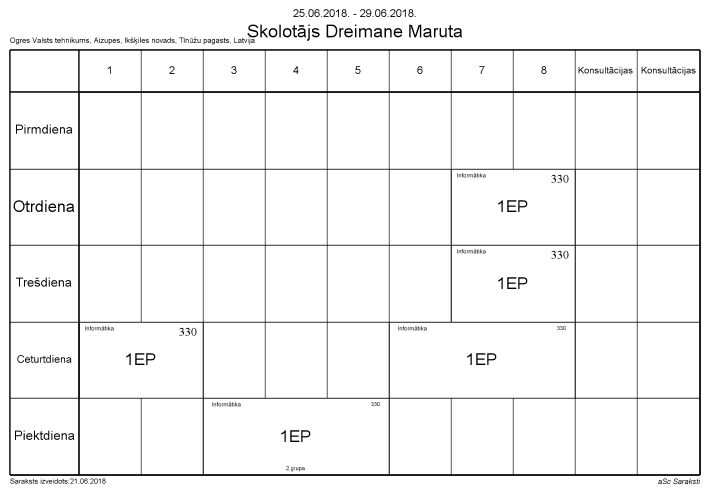 25.06.2018. - 29.06.2018.
Skolotājs Dreimane Maruta
Ogres Valsts tehnikums, Aizupes, Ikšķiles novads, Tīnūžu pagasts, Latvija
1 2 3 4 5 6 7 8 Konsultācijas Konsultācijas
Pirmdiena
Informātika 330
Otrdiena 1EP
Informātika 330
Trešdiena 1EP
Informātika 330 Informātika 330
Ceturtdiena 1EP 1EP
Informātika 330
Piektdiena 1EP
2.grupa
Saraksts izveidots:21.06.2018 aSc Saraksti